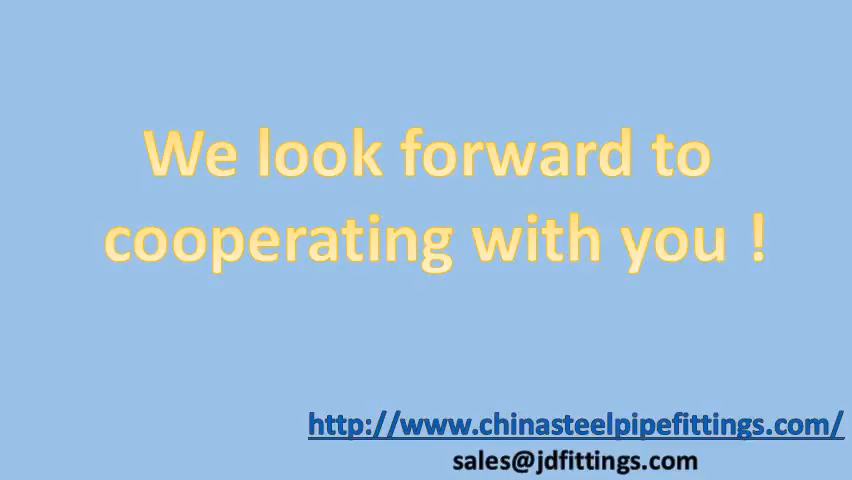 We look forward to
cooperating with you !
http://www.chinasteelpipefittings.com/
sales@jdfittings.com